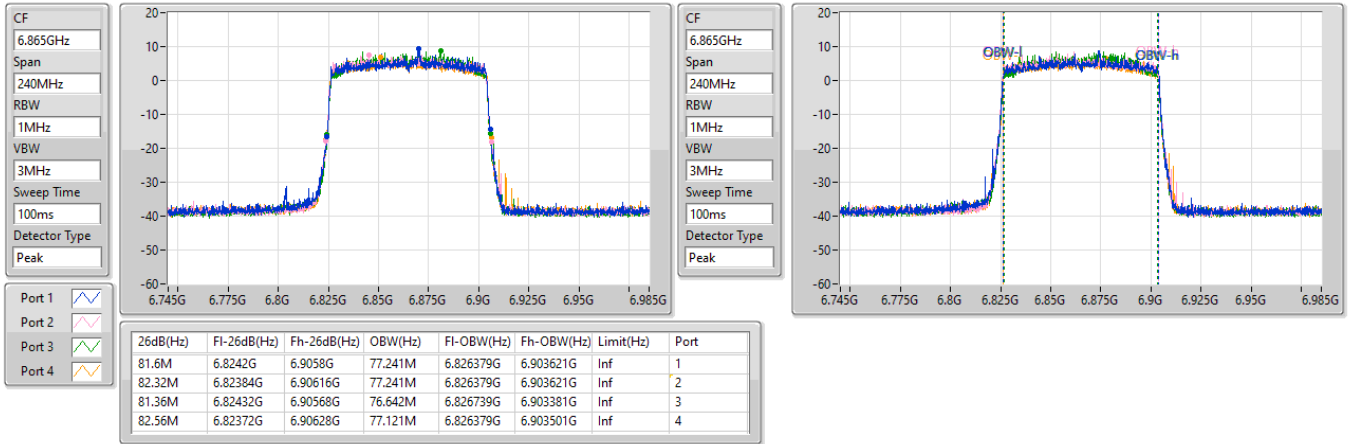 CF
6.865GHz
Span
240MHz
RBW
1MHz
VBW
3MHz
Sweep Time
100ms
Detector Type
Peak
20
10
0
-10
-20
-30
-40
-50
-60
6.745G 6.775G 6.8G 6.825G 6.85G 6.875G 6.9G 6.925G 6.95G 6.985G
CF
6.865GHz
Span
240MHz
RBW
1MHz
VBW
3MHz
Sweep Time
100ms
Detector Type
Peak
20
10
0
-10
-20
-30
-40
-50
-60
OBW-l OBW-h
6.745G 6.775G 6.8G 6.825G 6.85G 6.875G 6.9G 6.925G 6.95G 6.985G
Port 1
Port 2
Port 3
Port 4
26dB(Hz) Fl-26dB(Hz) Fh-26dB(Hz) OBW(Hz) Fl-OBW(Hz) Fh-OBW(Hz) Limit(Hz) Port
81.6M 6.8242G 6.9058G 77.241M 6.826379G 6.903621G Inf 1
82.32M 6.82384G 6.90616G 77.241M 6.826379G 6.903621G Inf 2
81.36M 6.82432G 6.90568G 76.642M 6.826739G 6.903381G Inf 3
82.56M 6.82372G 6.90628G 77.121M 6.826379G 6.903501G Inf 4